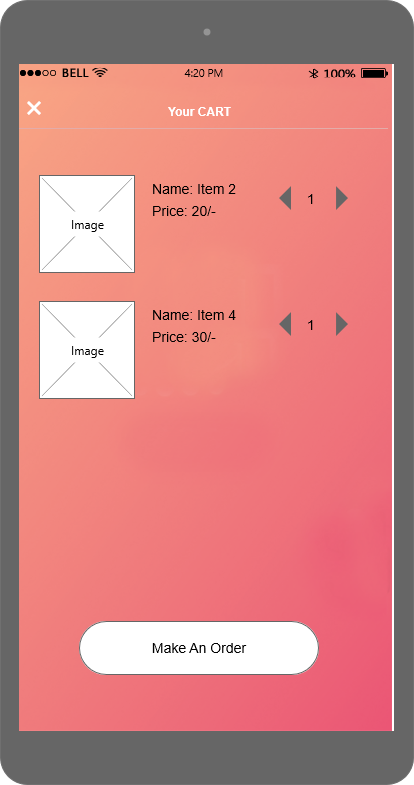 BELL 4:20 PM 100%
Your CART
Name: Item 2
Price: 20/-
1
Image
Name: Item 4
Price: 30/-
1
Image
Make An Order